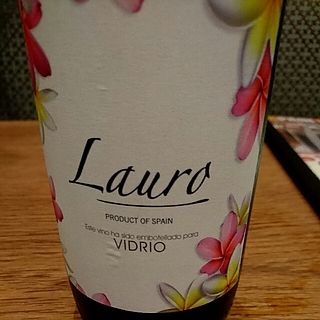 Lauro
PRODUCT OF SPAIN
Este vino ha sido embotellado para
VIDRIO